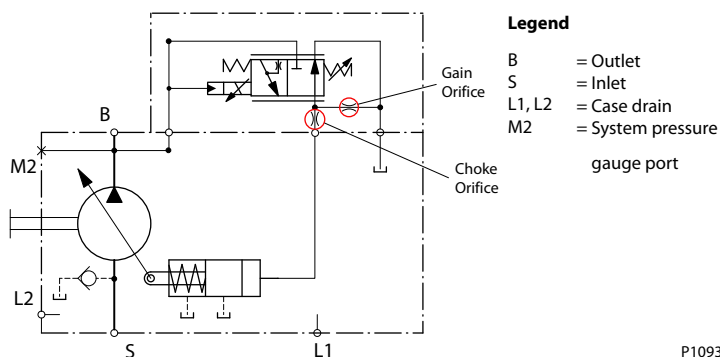 Legend
B = Outlet
S = Inlet
L1, L2 = Case drain
M2 = System pressure
gauge port
Gain
Orifice
Choke
Orifice
B
M2
L2
S
L1
P1093